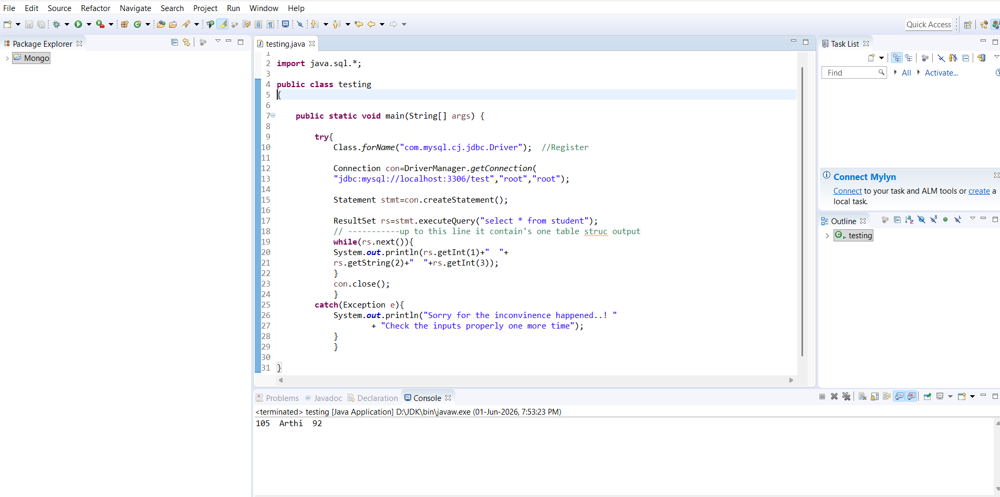 File Edit Source Refactor Navigate Search Project Run Window Help
Quick Access
Package Explorer
Mongo
testing.java
1
2 import java.sql.*;
3
4 public class testing
5 {
6
7     public static void main(String[] args) {
8
9         try{
10             Class.forName("com.mysql.cj.jdbc.Driver");  //Register
11
12             Connection con=DriverManager.getConnection(
13             "jdbc:mysql://localhost:3306/test","root","root");
14
15             Statement stmt=con.createStatement();
16
17             ResultSet rs=stmt.executeQuery("select * from student");
18             // -----------up to this line it contain's one table struc output
19             while(rs.next()){
20             System.out.println(rs.getInt(1)+"  "+
21             rs.getString(2)+"  "+rs.getInt(3));
22             }
23             con.close();
24             }
25         catch(Exception e){
26             System.out.println("Sorry for the inconvinence happened..! "
27                     + "Check the inputs properly one more time");
28             }
29             }
30
31 }
Task List
Find All Activate...
Connect Mylyn
Connect to your task and ALM tools or create a
local task.
Outline
testing
Problems @ Javadoc Declaration Console
<terminated> testing [Java Application] D:\JDK\bin\javaw.exe (01-Jun-2026, 7:53:23 PM)
105  Arthi  92